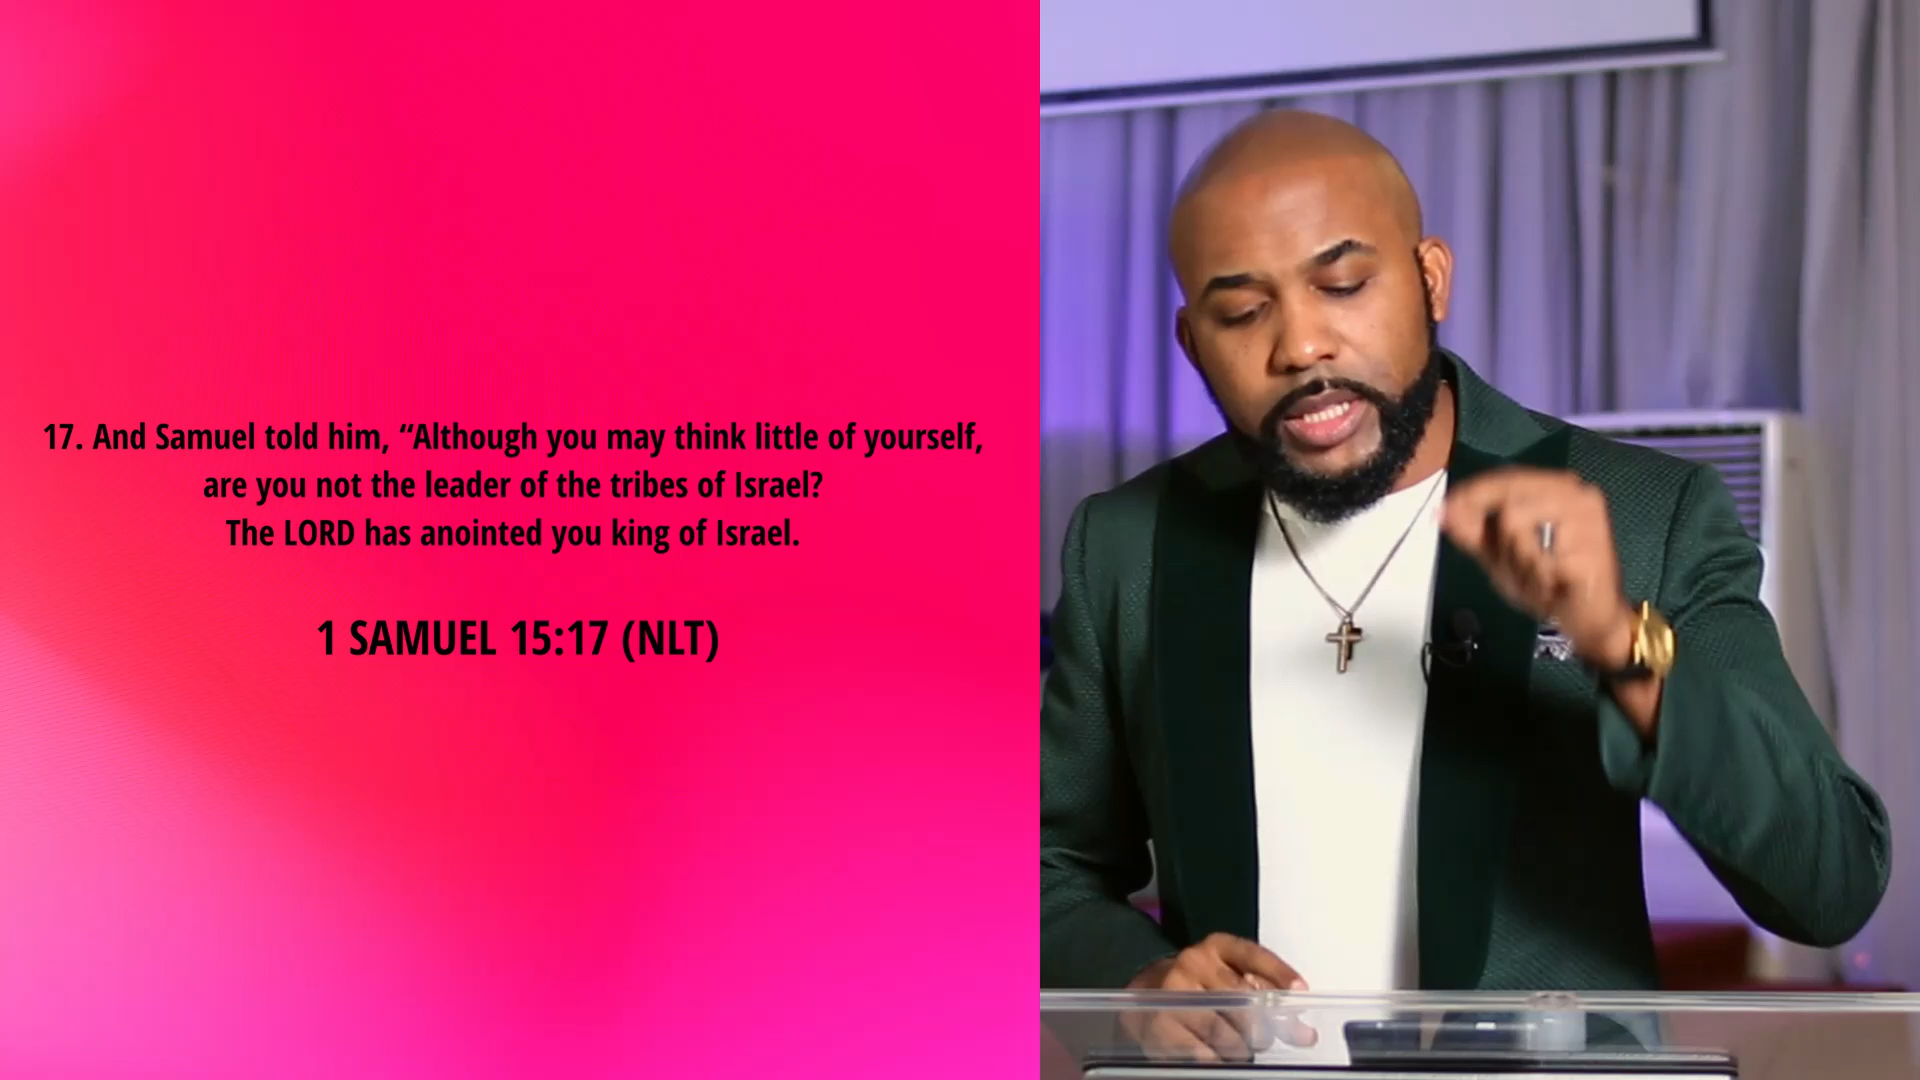 17. And Samuel told him, “Although you may think little of yourself,
are you not the leader of the tribes of Israel?
The LORD has anointed you king of Israel.
1 SAMUEL 15:17 (NLT)